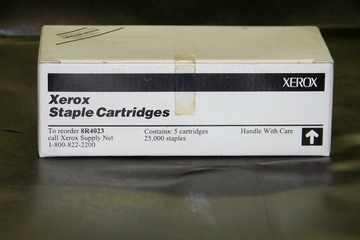 XEROX
Xerox
Staple Cartridges
To reorder 8R4023
call Xerox Supply Net
1-800-822-2200
Contains: 5 cartridges
25,000 staples
Handle With Care